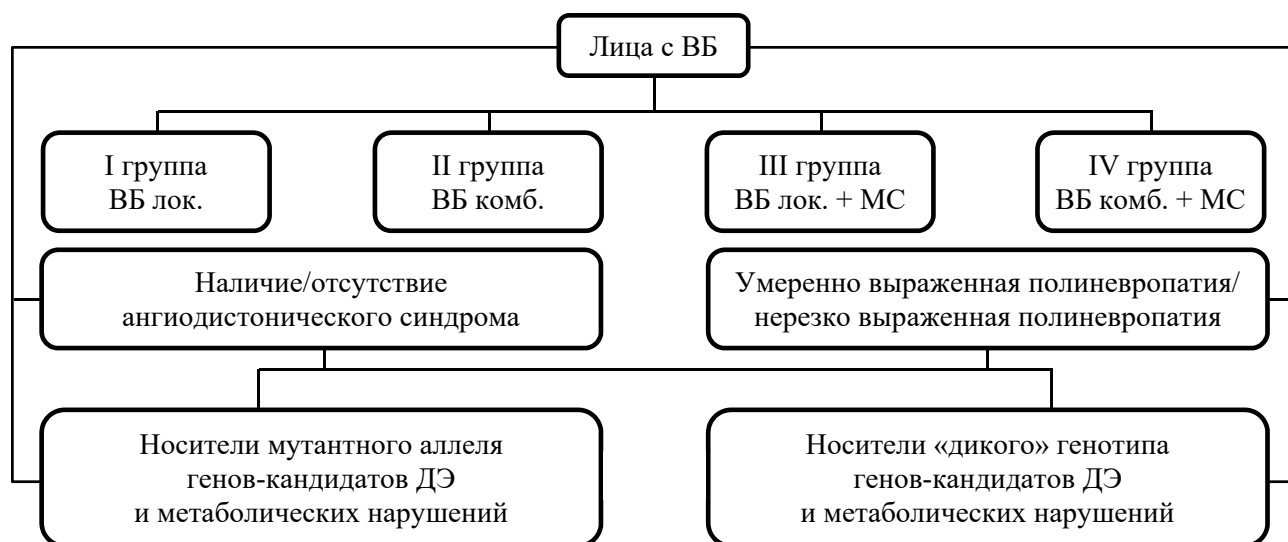 Лица с ВБ
I группа
ВБ лок.
II группа
ВБ комб.
III группа
ВБ лок. + МС
IV группа
ВБ комб. + МС
Наличие/отсутствие
ангиодистонического синдрома
Умеренно выраженная полиневропатия/
нерезко выраженная полиневропатия
Носители мутантного аллеля
генов-кандидатов ДЭ
и метаболических нарушений
Носители «дикого» генотипа
генов-кандидатов ДЭ
и метаболических нарушений